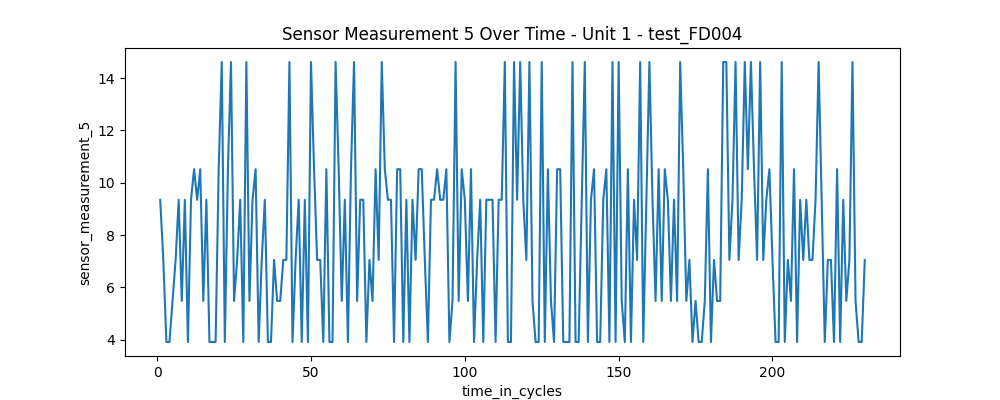 Sensor Measurement 5 Over Time - Unit 1 - test_FD004
14
12
10
8
6
4
sensor_measurement_5
0 50 100 150 200
time_in_cycles